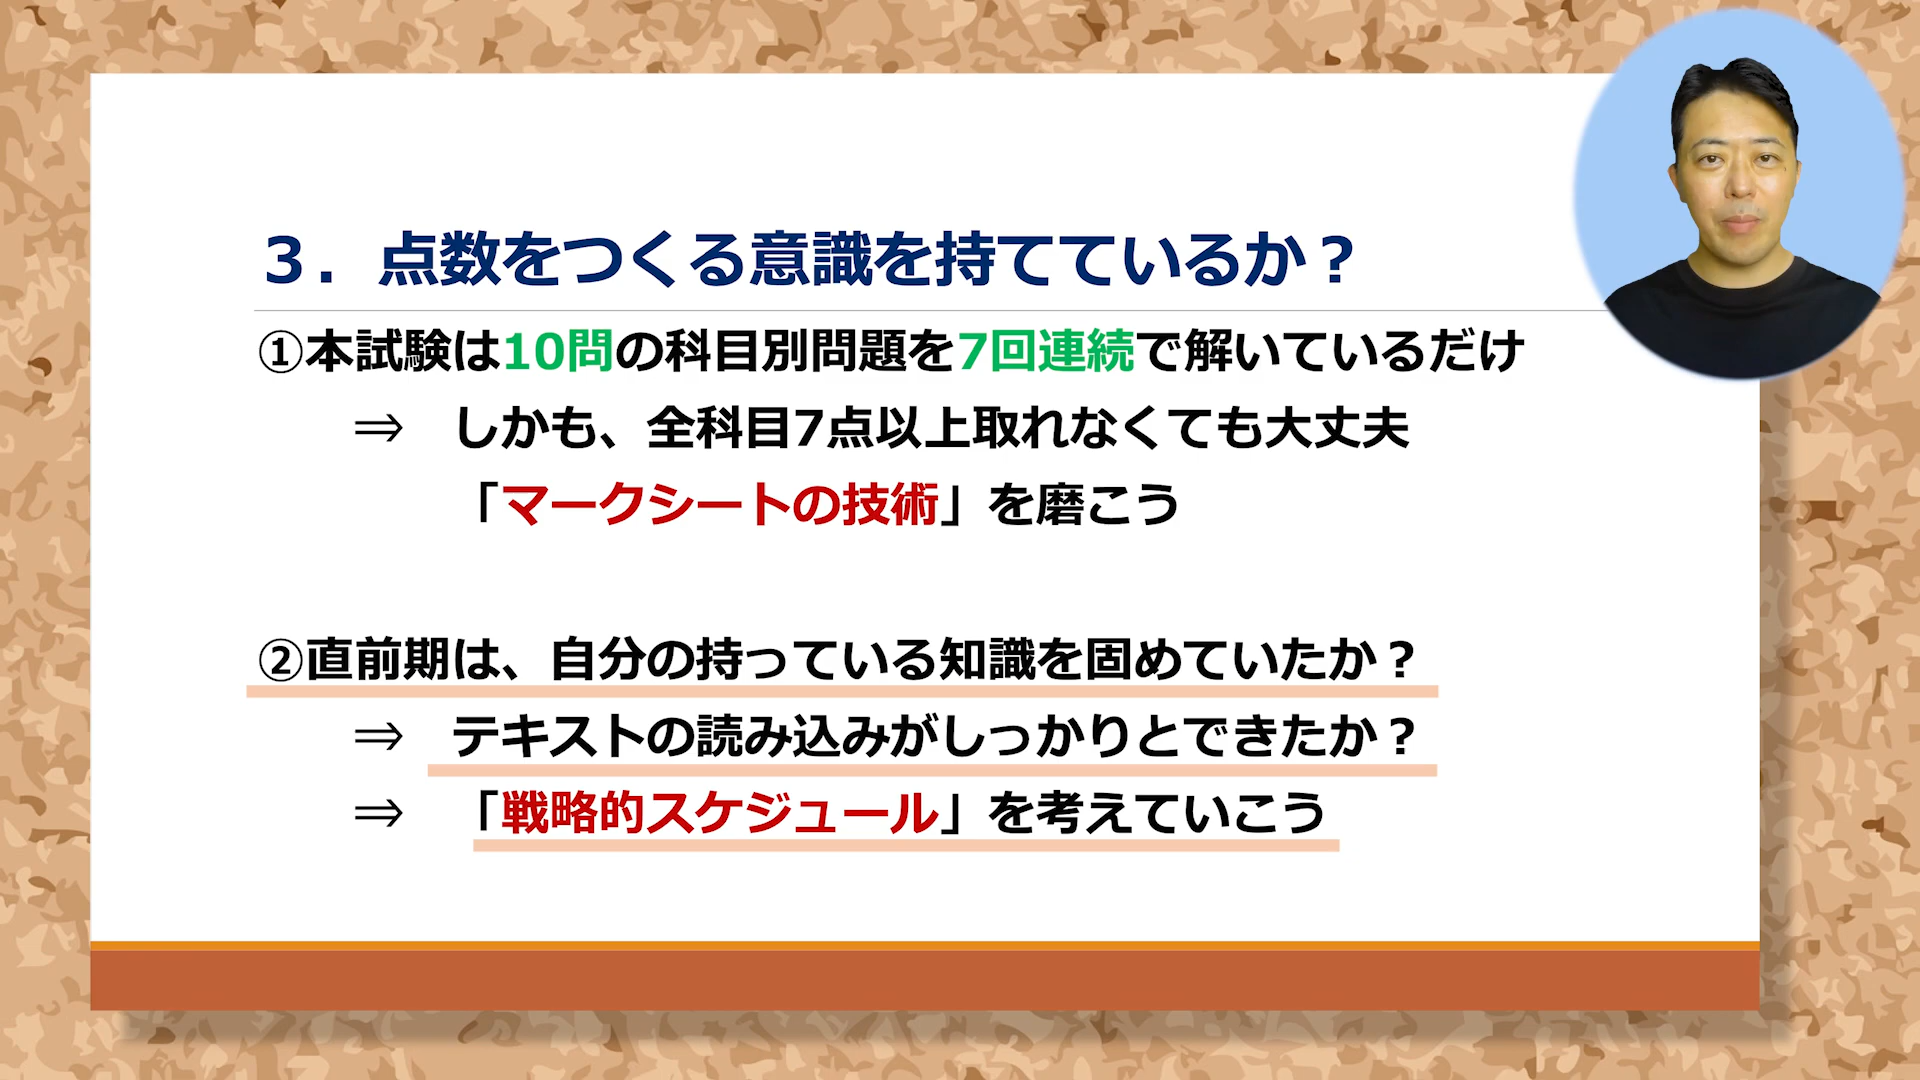 ３．点数をつくる意識を持てているか？
①本試験は10問の科目別問題を7回連続で解いているだけ
⇒　しかも、全科目7点以上取れなくても大丈夫
「マークシートの技術」を磨こう
②直前期は、自分の持っている知識を固めていたか？
⇒　テキストの読み込みがしっかりとできたか？
⇒　「戦略的スケジュール」を考えていこう